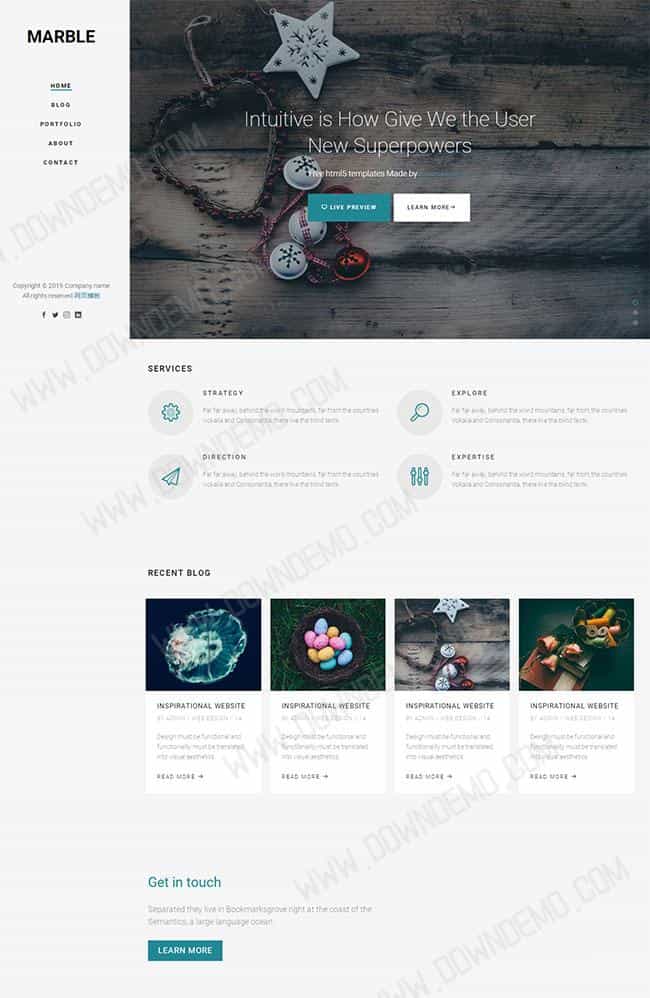 MARBLE
HOME
BLOG
PORTFOLIO
ABOUT
CONTACT
Copyright © 2019 Company name
All rights reserved
Intuitive is How Give We the User
New Superpowers
Free html5 templates Made by
LIVE PREVIEW
LEARN MORE→
SERVICES
STRATEGY
Far far away, behind the word mountains, far from the countries
Vokalia and Consonantia, there live the blind texts.
EXPLORE
Far far away, behind the word mountains, far from the countries
Vokalia and Consonantia, there live the blind texts.
DIRECTION
Far far away, behind the word mountains, far from the countries
Vokalia and Consonantia, there live the blind texts.
EXPERTISE
Far far away, behind the word mountains, far from the countries
Vokalia and Consonantia, there live the blind texts.
RECENT BLOG
INSPIRATIONAL WEBSITE
BY ADMIN / WEB DESIGN / 14
Design must be functional and
functionality must be translated
into visual aesthetics
READ MORE →
INSPIRATIONAL WEBSITE
BY ADMIN / WEB DESIGN / 14
Design must be functional and
functionality must be translated
into visual aesthetics
READ MORE →
INSPIRATIONAL WEBSITE
BY ADMIN / WEB DESIGN / 14
Design must be functional and
functionality must be translated
into visual aesthetics
READ MORE →
INSPIRATIONAL WEBSITE
BY ADMIN / WEB DESIGN / 14
Design must be functional and
functionality must be translated
into visual aesthetics
READ MORE →
Get in touch
Separated they live in Bookmarksgrove right at the coast of the
Semantics, a large language ocean.
LEARN MORE
WWW.DOWNDEMO.COM
WWW.DOWNDEMO.COM
WWW.DOWNDEMO.COM
WWW.DOWNDEMO.COM
WWW.DOWNDEMO.COM